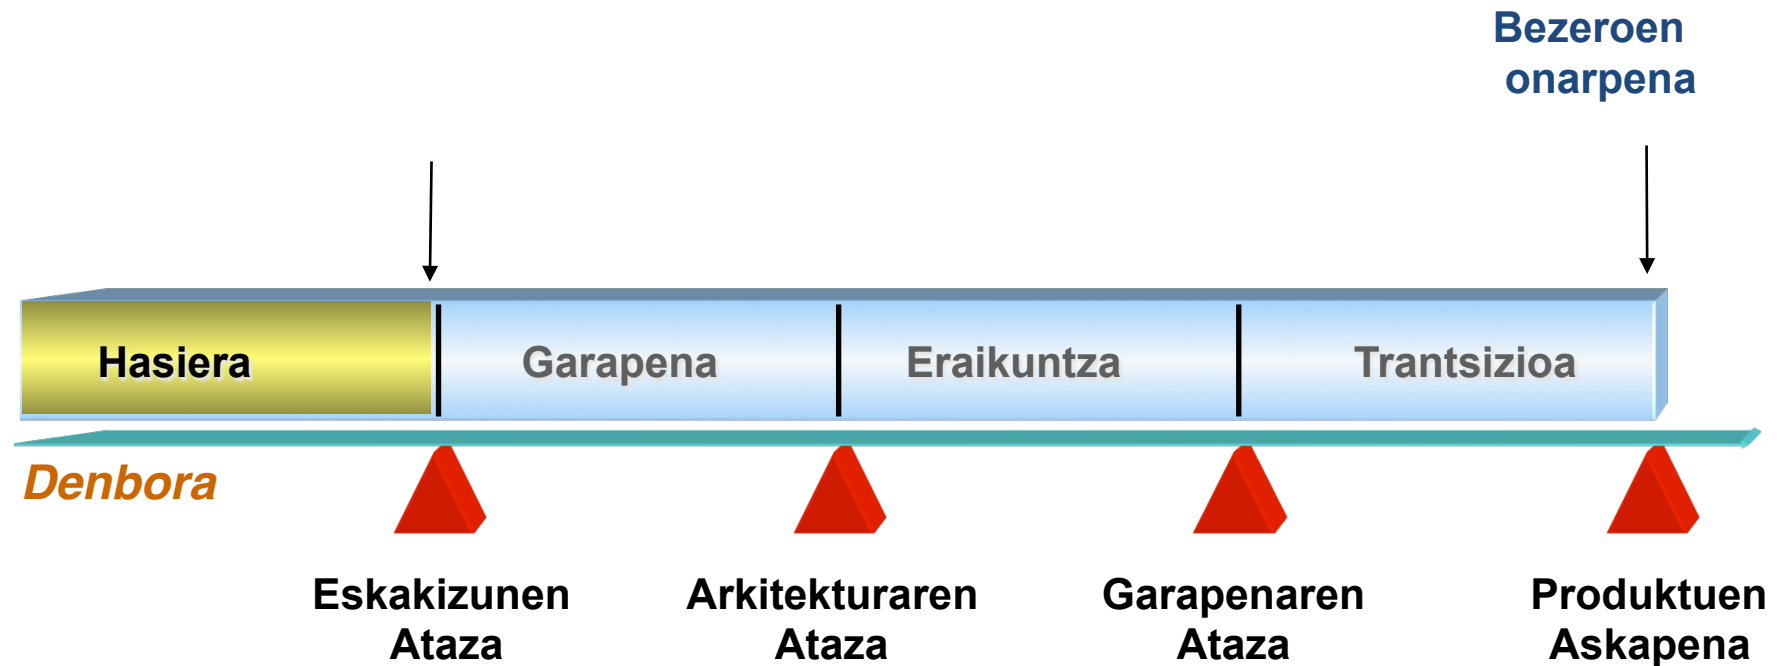 Bezeroen
onarpena
Hasiera
Garapena
Eraikuntza
Trantsizioa
Denbora
Eskakizunen
Ataza
Arkitekturaren
Ataza
Garapenaren
Ataza
Produktuen
Askapena